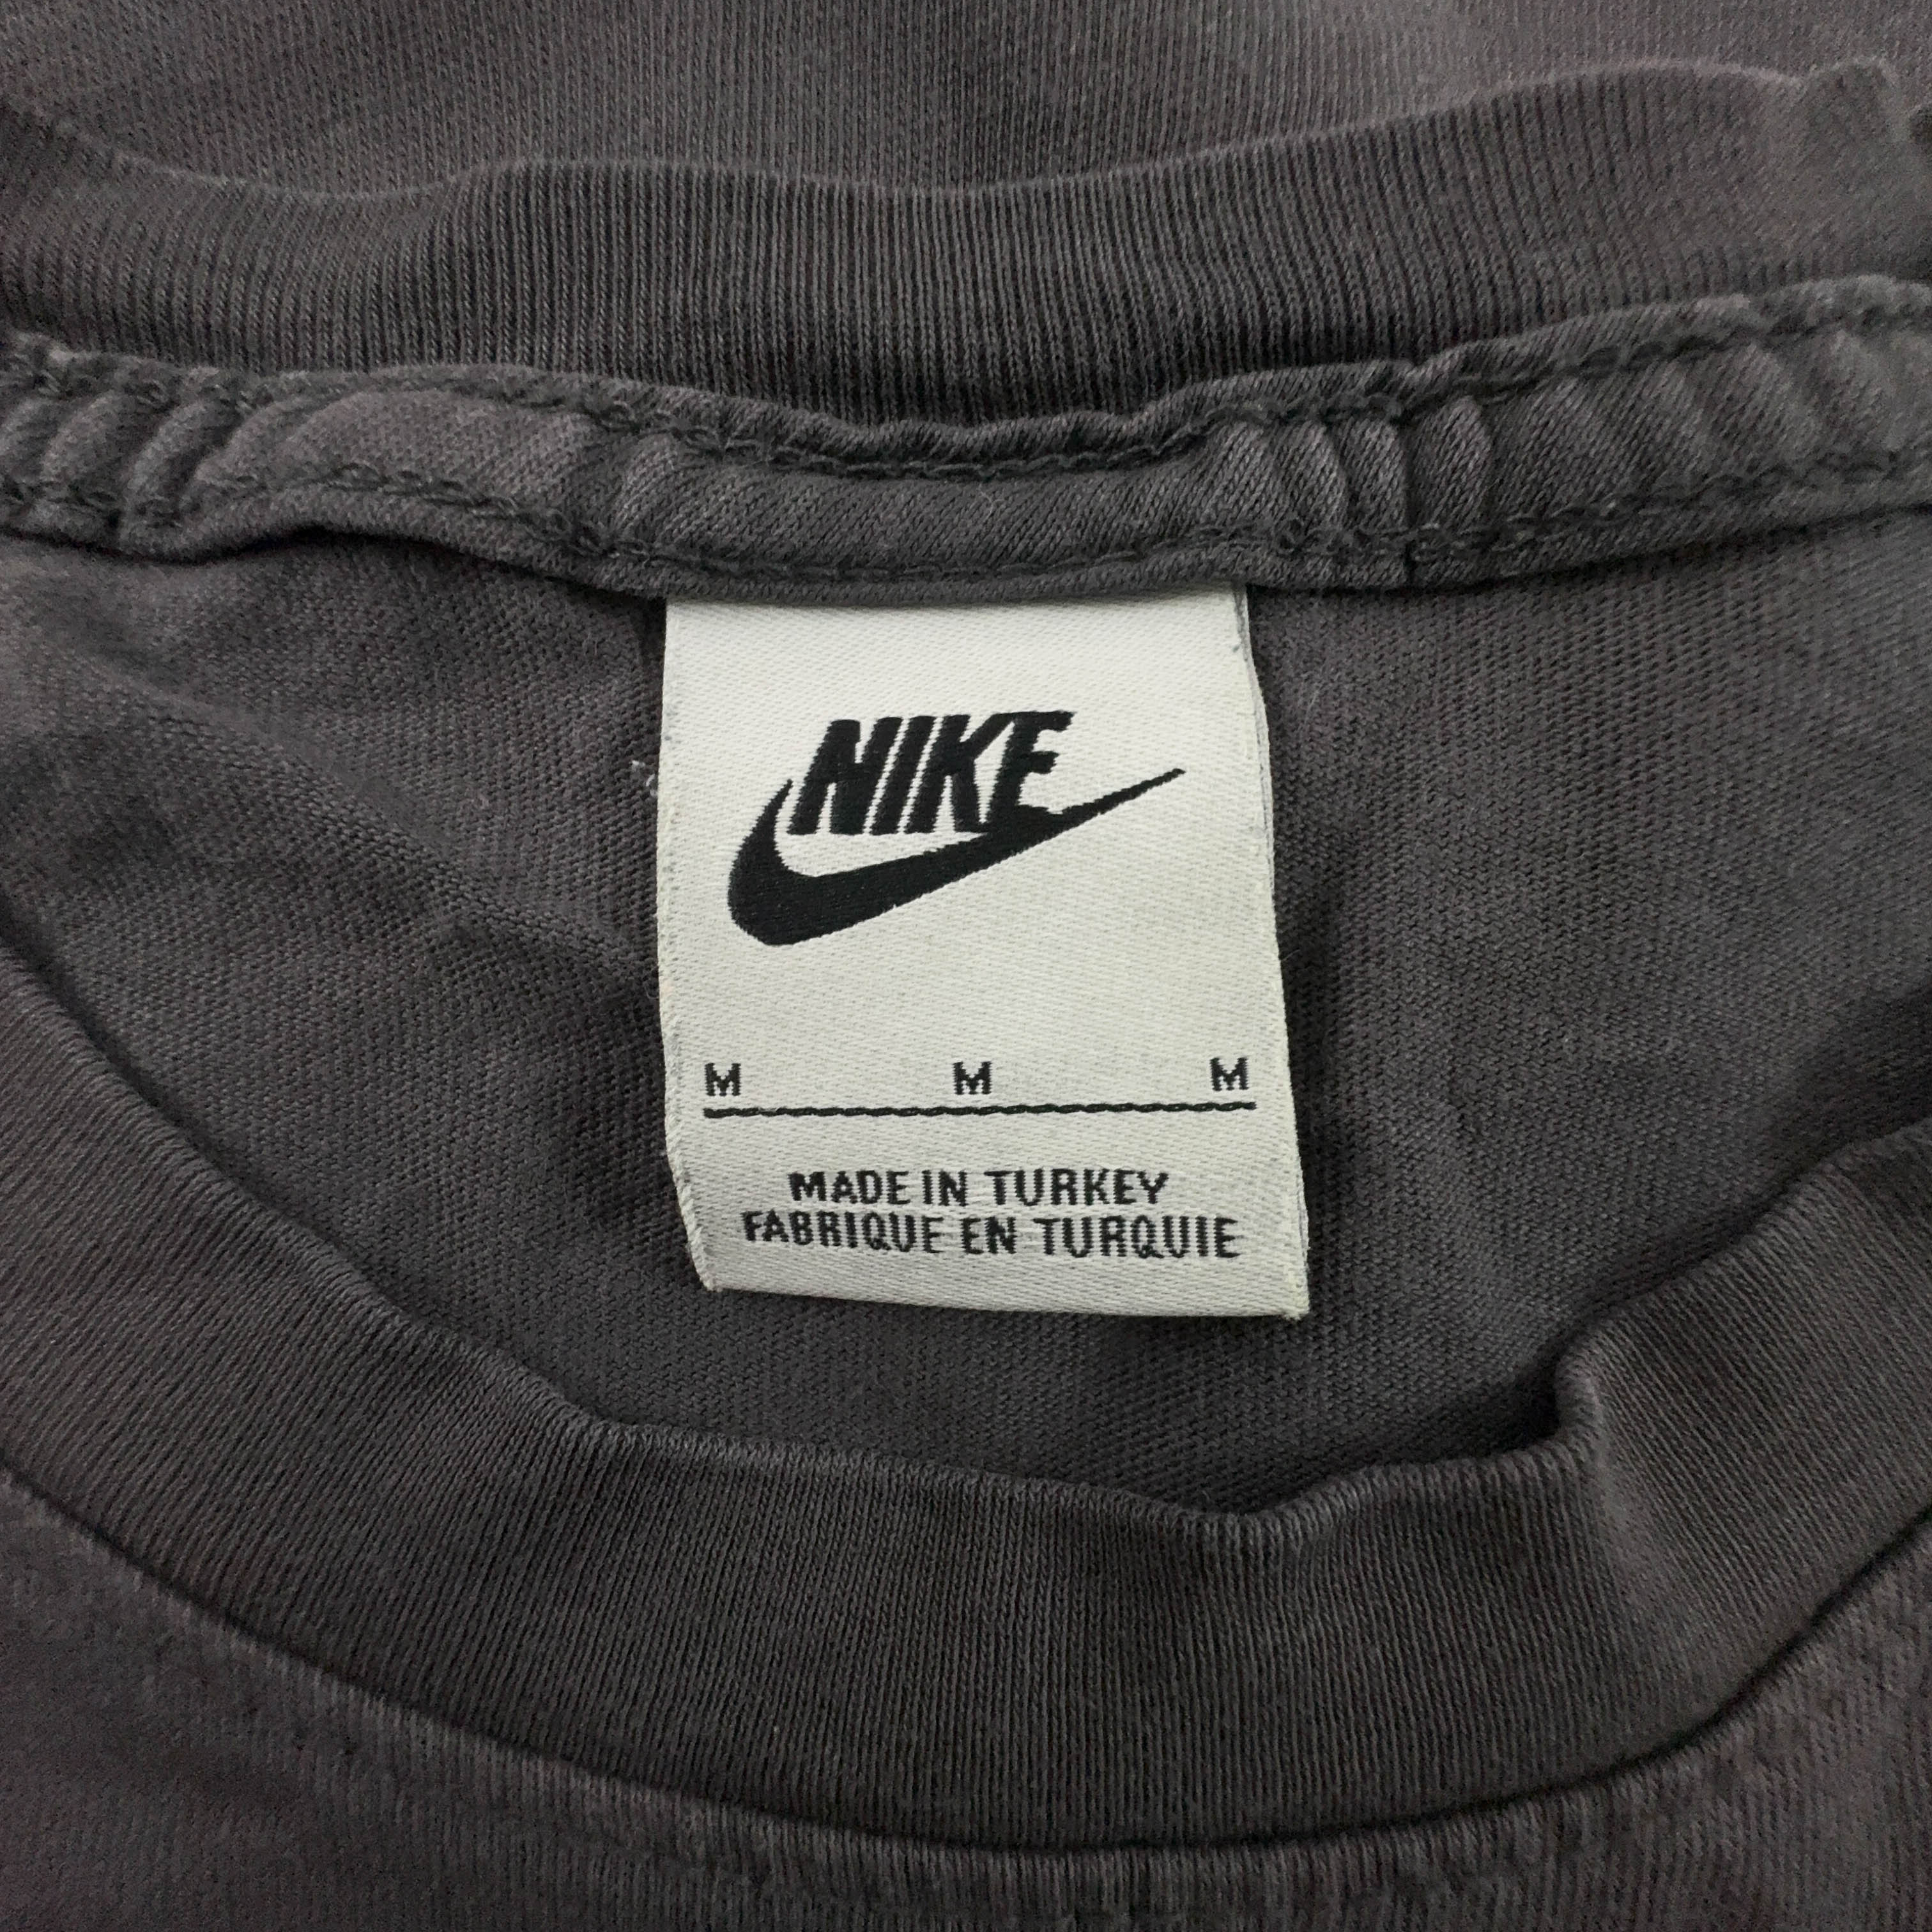 NIKE
M M M
MADE IN TURKEY
FABRIQUE EN TURQUIE